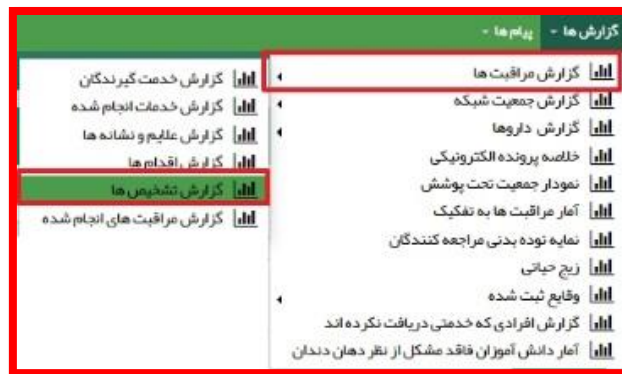 گزارش ها
پیام ها
گزارش مراقبت ها
گزارش جمعیت شبکه
گزارش داروها
خلاصه پرونده الکترونیکی
نمودار جمعیت تحت پوشش
آمار مراقبت ها به تفکیک
نمایه توده بدنی مراجعه کنندگان
زیج حیاتی
وقایع ثبت شده
گزارش افرادی که خدمتی دریافت نکرده اند
آمار دانش آموزان فاقد مشکل از نظر دهان دندان
گزارش خدمت گیرندگان
گزارش خدمات انجام شده
گزارش علایم و نشانه ها
گزارش اقدام ها
گزارش تشخیص ها
گزارش مراقبت های انجام شده